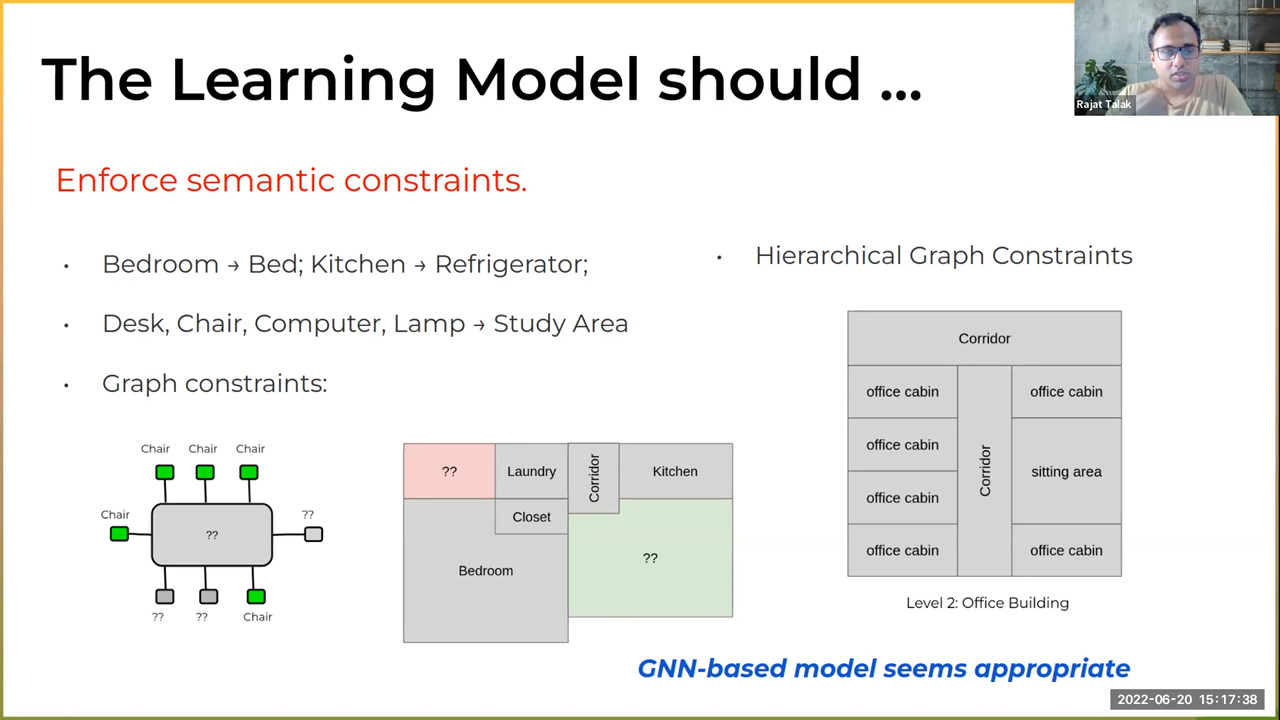 The Learning Model should ...
Rajat Talak
Enforce semantic constraints.
• Bedroom → Bed; Kitchen → Refrigerator;
• Desk, Chair, Computer, Lamp → Study Area
• Graph constraints:
Chair Chair Chair
Chair
??
??
?? ?? Chair
??
Laundry
Corridor
Kitchen
Closet
Bedroom
??
• Hierarchical Graph Constraints
Corridor
office cabin
office cabin
office cabin
office cabin
Corridor
office cabin
sitting area
office cabin
Level 2: Office Building
GNN-based model seems appropriate
2022-06-20 15:17:38